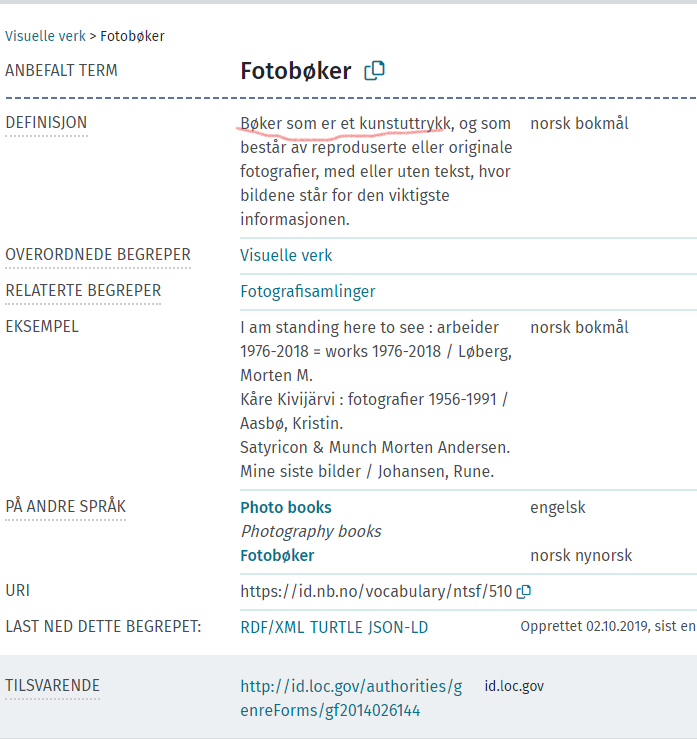 Visuelle verk > Fotobøker
ANBEFALT TERM
Fotobøker
DEFINISJON
Bøker som er et kunstuttrykk, og som
består av reproduserte eller originale
fotografier, med eller uten tekst, hvor
bildene står for den viktigste
informasjonen.
norsk bokmål
OVERORDNEDE BEGREPER
Visuelle verk
RELATERTE BEGREPER
Fotografisamlinger
EKSEMPEL
I am standing here to see : arbeider
1976-2018 = works 1976-2018 / Løberg,
Morten M.
Kåre Kivijärvi : fotografier 1956-1991 /
Aasbø, Kristin.
Satyricon & Munch Morten Andersen.
Mine siste bilder / Johansen, Rune.
norsk bokmål
PÅ ANDRE SPRÅK
Photo books
engelsk
Photography books
Fotobøker
norsk nynorsk
URI
https://id.nb.no/vocabulary/ntsf/510
LAST NED DETTE BEGREPET:
RDF/XML TURTLE JSON-LD
Opprettet 02.10.2019, sist en
TILSVARENDE
http://id.loc.gov/authorities/g
enreForms/gf2014026144
id.loc.gov